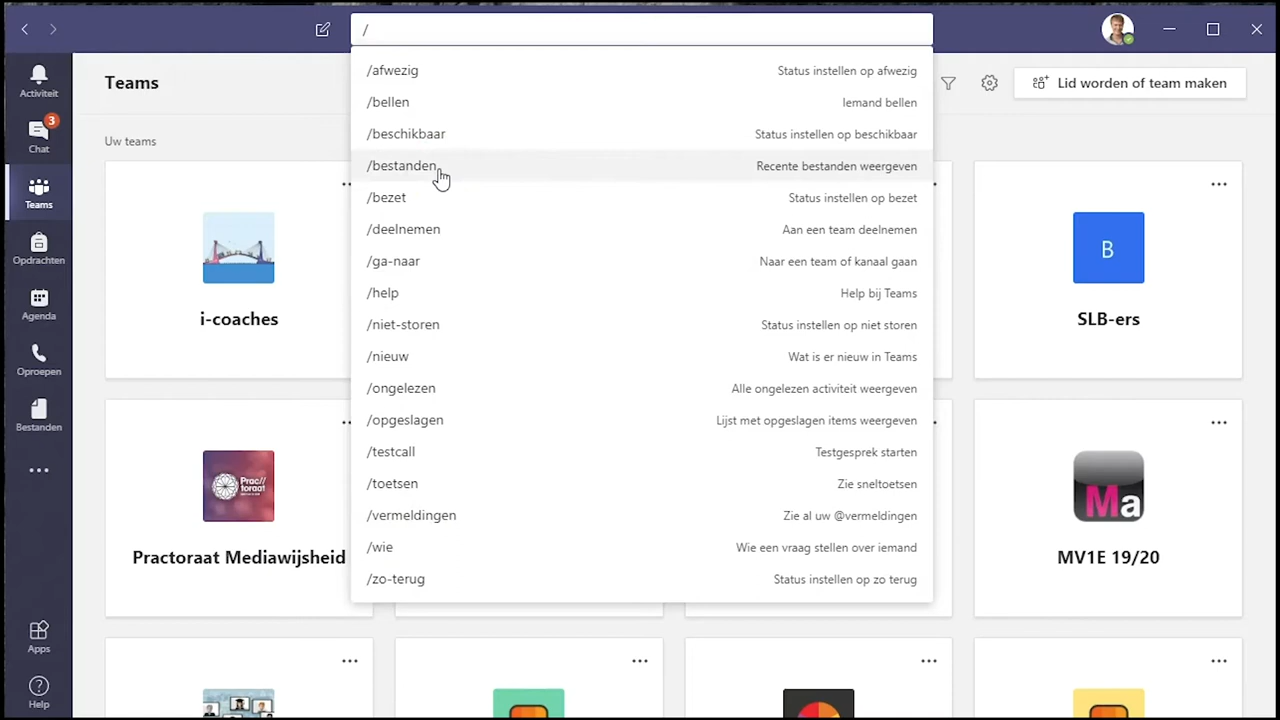 /
/afwezig Status instellen op afwezig
/bellen Iemand bellen
/beschikbaar Status instellen op beschikbaar
/bestanden Recente bestanden weergeven
/bezet Status instellen op bezet
/deelnemen Aan een team deelnemen
/ga-naar Naar een team of kanaal gaan
/help Help bij Teams
/niet-storen Status instellen op niet storen
/nieuw Wat is er nieuw in Teams
/ongelezen Alle ongelezen activiteit weergeven
/opgeslagen Lijst met opgeslagen items weergeven
/testcall Testgesprek starten
/toetsen Zie sneltoetsen
/vermeldingen Zie al uw @vermeldingen
/wie Wie een vraag stellen over iemand
/zo-terug Status instellen op zo terug
Activiteit
3
Chat
Teams
Opdrachten
Agenda
Oproepen
Bestanden
Apps
Help
Teams
Lid worden of team maken
Uw teams
i-coaches
B
SLB-ers
Prac//
toraat
Practoraat Mediawijsheid
Ma
MV1E 19/20